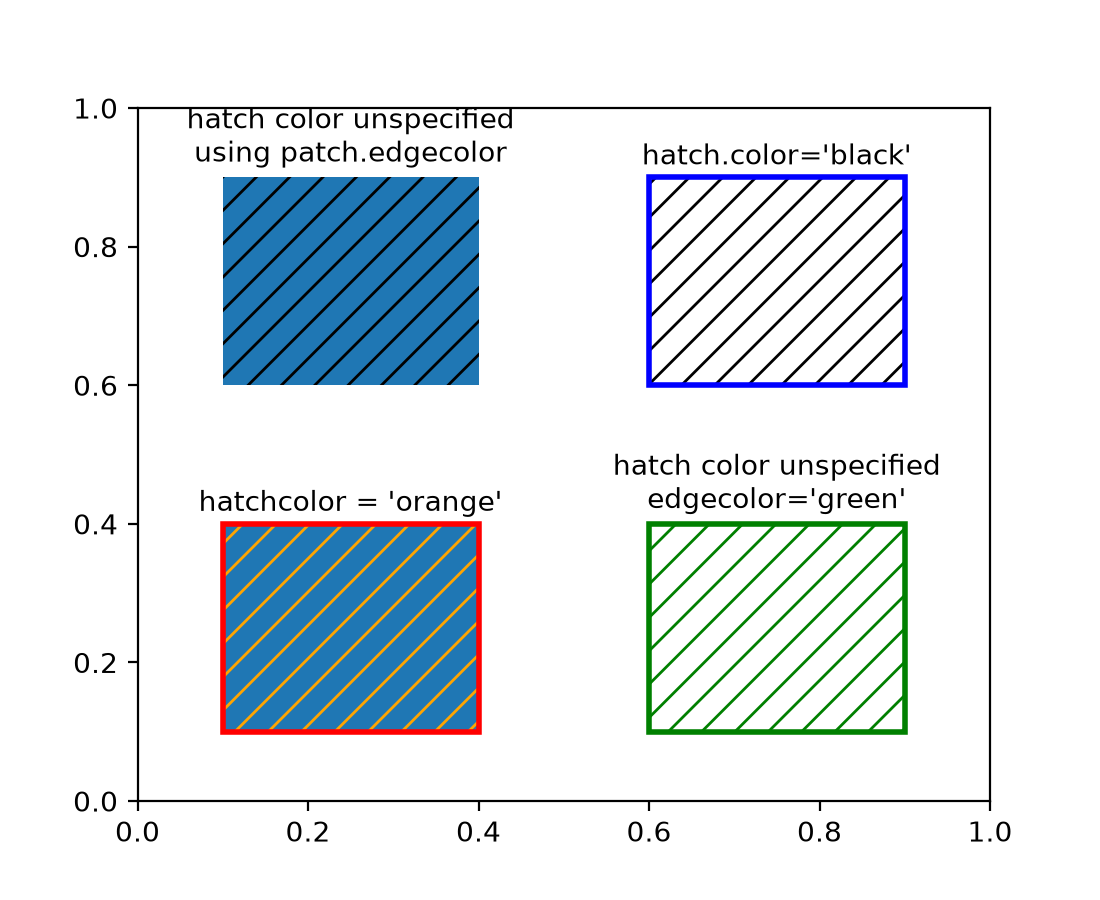 hatch color unspecified
using patch.edgecolor
hatch.color='black'
hatchcolor = 'orange'
hatch color unspecified
edgecolor='green'
1.0
0.8
0.6
0.4
0.2
0.0
0.0 0.2 0.4 0.6 0.8 1.0